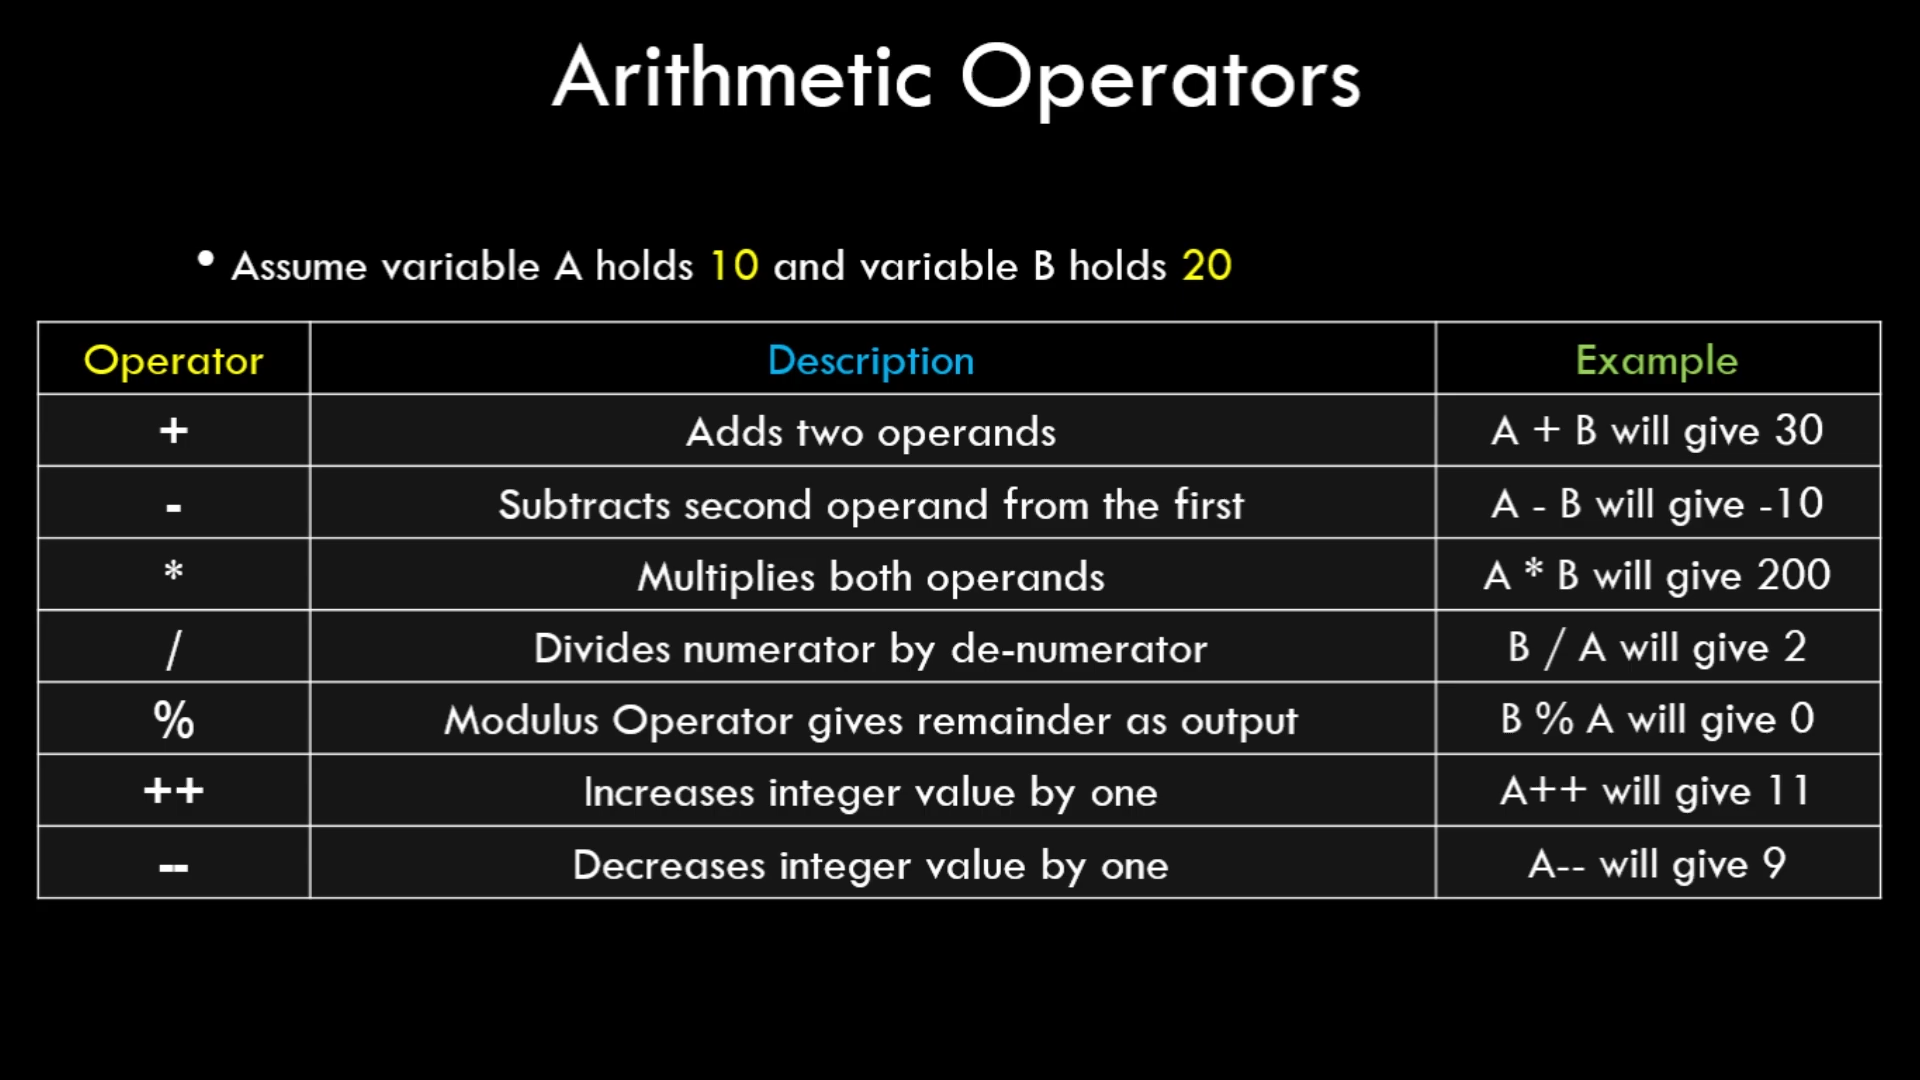 Arithmetic Operators
• Assume variable A holds 10 and variable B holds 20
Operator Description Example
+ Adds two operands A + B will give 30
- Subtracts second operand from the first A - B will give -10
* Multiplies both operands A * B will give 200
/ Divides numerator by de-numerator B / A will give 2
% Modulus Operator gives remainder as output B % A will give 0
++ Increases integer value by one A++ will give 11
-- Decreases integer value by one A-- will give 9